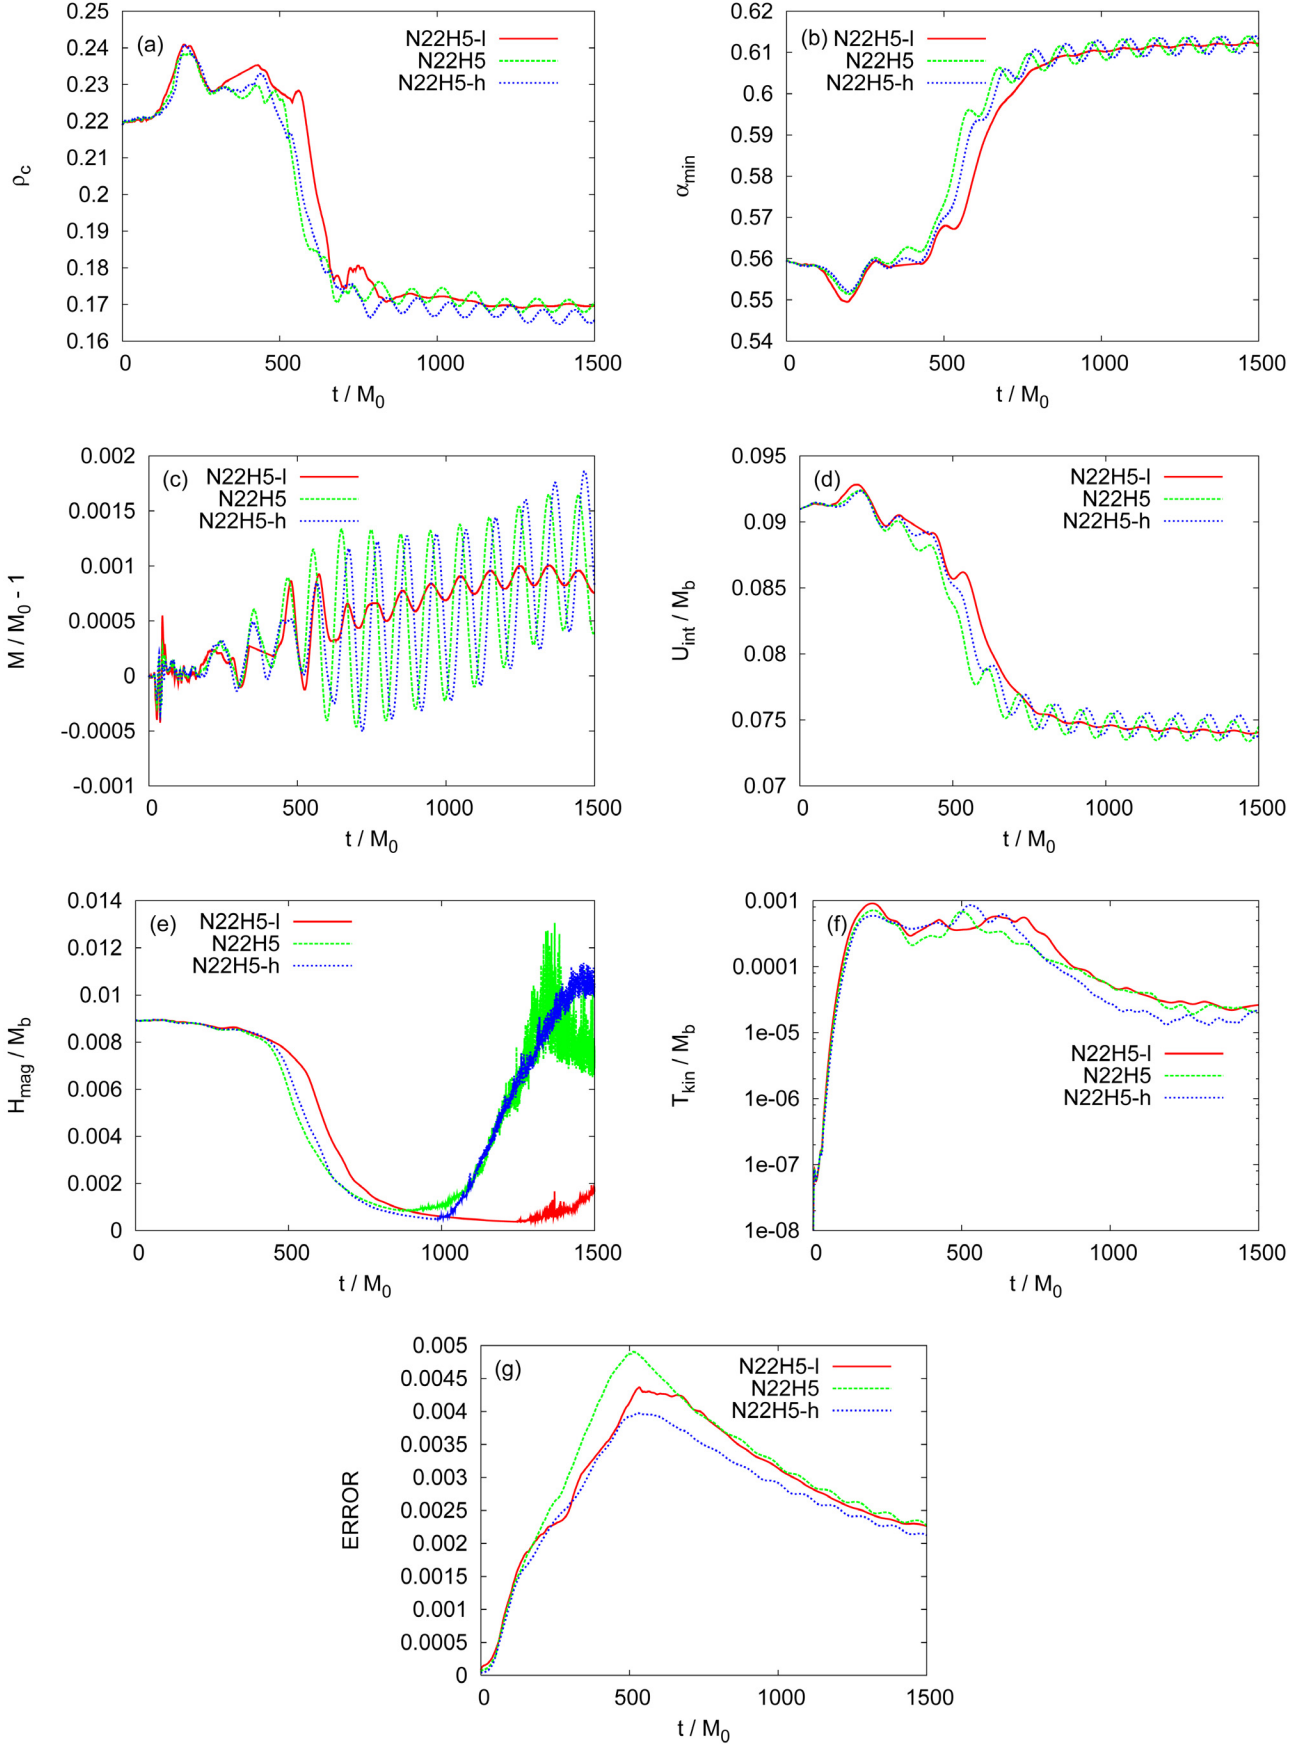 (a)
N22H5-l
N22H5
N22H5-h
0.25
0.24
0.23
0.22
0.21
0.2
0.19
0.18
0.17
0.16
ρc
0 500 1000 1500
t / M0
(b)
N22H5-l
N22H5
N22H5-h
0.62
0.61
0.6
0.59
0.58
0.57
0.56
0.55
0.54
αmin
0 500 1000 1500
t / M0
(c)
N22H5-l
N22H5
N22H5-h
0.002
0.0015
0.001
0.0005
0
-0.0005
-0.001
M / M0 - 1
0 500 1000 1500
t / M0
(d)
N22H5-l
N22H5
N22H5-h
0.095
0.09
0.085
0.08
0.075
0.07
Uint / Mb
0 500 1000 1500
t / M0
(e)
N22H5-l
N22H5
N22H5-h
0.014
0.012
0.01
0.008
0.006
0.004
0.002
0
Hmag / Mb
0 500 1000 1500
t / M0
(f)
0.001
0.0001
1e-05
1e-06
1e-07
1e-08
N22H5-l
N22H5
N22H5-h
Tkin / Mb
0 500 1000 1500
t / M0
(g)
N22H5-l
N22H5
N22H5-h
0.005
0.0045
0.004
0.0035
0.003
0.0025
0.002
0.0015
0.001
0.0005
0
ERROR
0 500 1000 1500
t / M0